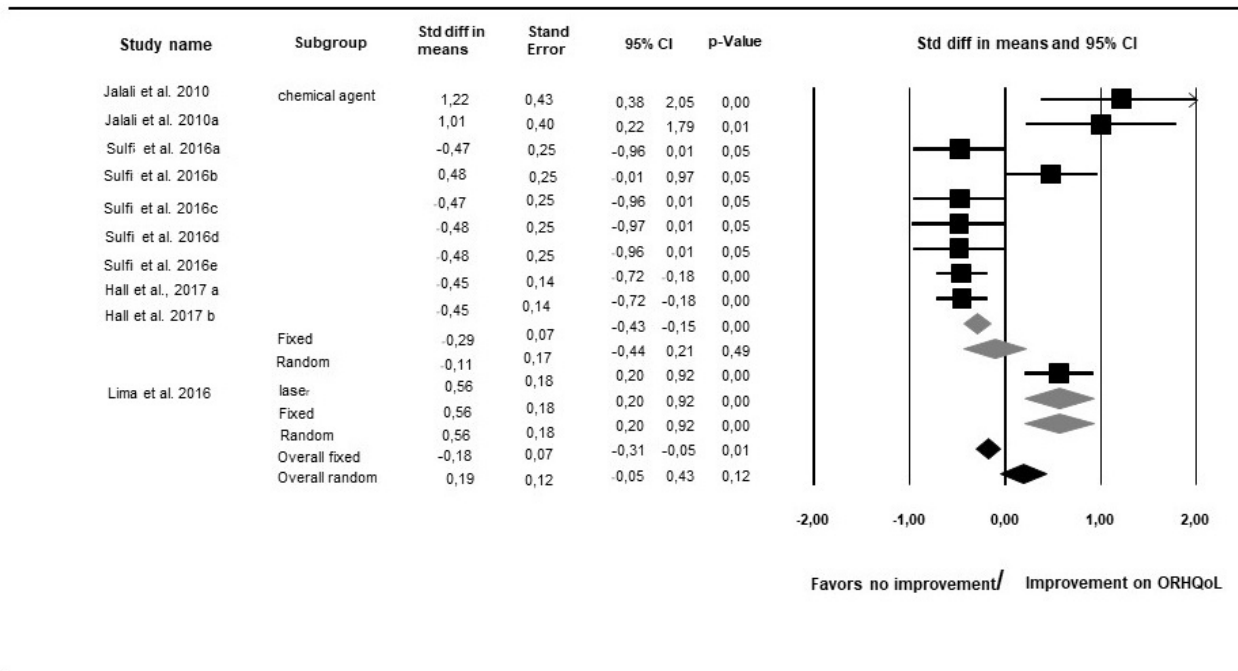 Study name Subgroup Std diff in means Stand Error 95% CI p-Value Std diff in means and 95% CI
Jalali et al. 2010 chemical agent 1,22 0,43 0,38 2,05 0,00
Jalali et al. 2010a 1,01 0,40 0,22 1,79 0,01
Sulfi et al. 2016a -0,47 0,25 -0,96 0,01 0,05
Sulfi et al. 2016b 0,48 0,25 -0,01 0,97 0,05
Sulfi et al. 2016c -0,47 0,25 -0,96 0,01 0,05
Sulfi et al. 2016d -0,48 0,25 -0,97 0,01 0,05
Sulfi et al. 2016e -0,48 0,25 -0,96 0,01 0,05
Hall et al., 2017 a -0,45 0,14 -0,72 -0,18 0,00
Hall et al. 2017 b -0,45 0,14 -0,72 -0,18 0,00
Fixed -0,29 0,07 -0,43 -0,15 0,00
Random -0,11 0,17 -0,44 0,21 0,49
Lima et al. 2016 laser 0,56 0,18 0,20 0,92 0,00
Fixed 0,56 0,18 0,20 0,92 0,00
Random 0,56 0,18 0,20 0,92 0,00
Overall fixed -0,18 0,07 -0,31 -0,05 0,01
Overall random 0,19 0,12 -0,05 0,43 0,12
-2,00 -1,00 0,00 1,00 2,00
Favors no improvement/ Improvement on ORHQoL